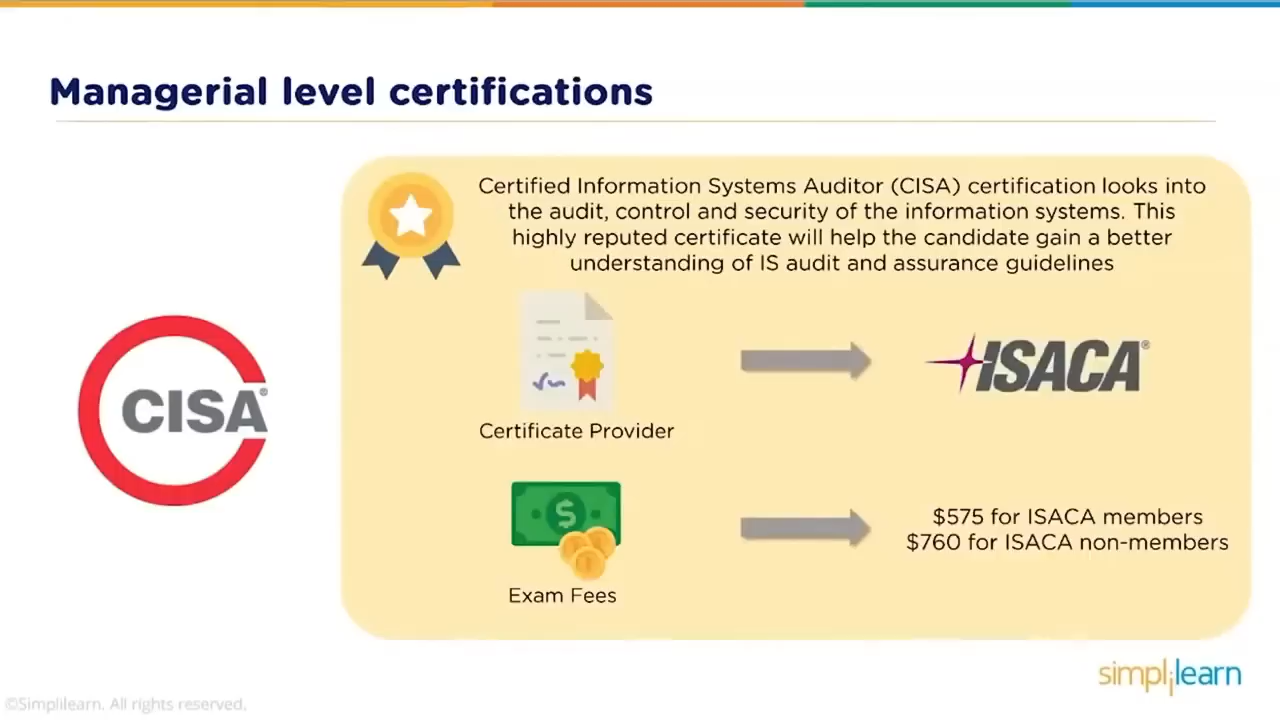 Managerial level certifications
Certified Information Systems Auditor (CISA) certification looks into
the audit, control and security of the information systems. This
highly reputed certificate will help the candidate gain a better
understanding of IS audit and assurance guidelines
CISA®
Certificate Provider
ISACA®
$
Exam Fees
$575 for ISACA members
$760 for ISACA non-members
simplilearn
©Simplilearn. All rights reserved.